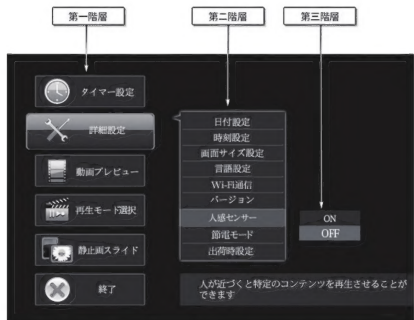 第一階層
第二階層
第三階層
タイマー設定
詳細設定
動画プレビュー
再生モード選択
静止画スライド
終了
日付設定
時刻設定
画面サイズ設定
言語設定
Wi-Fi通信
バージョン
人感センサー
節電モード
出荷時設定
ON
OFF
人が近づくと特定のコンテンツを再生させることが
できます